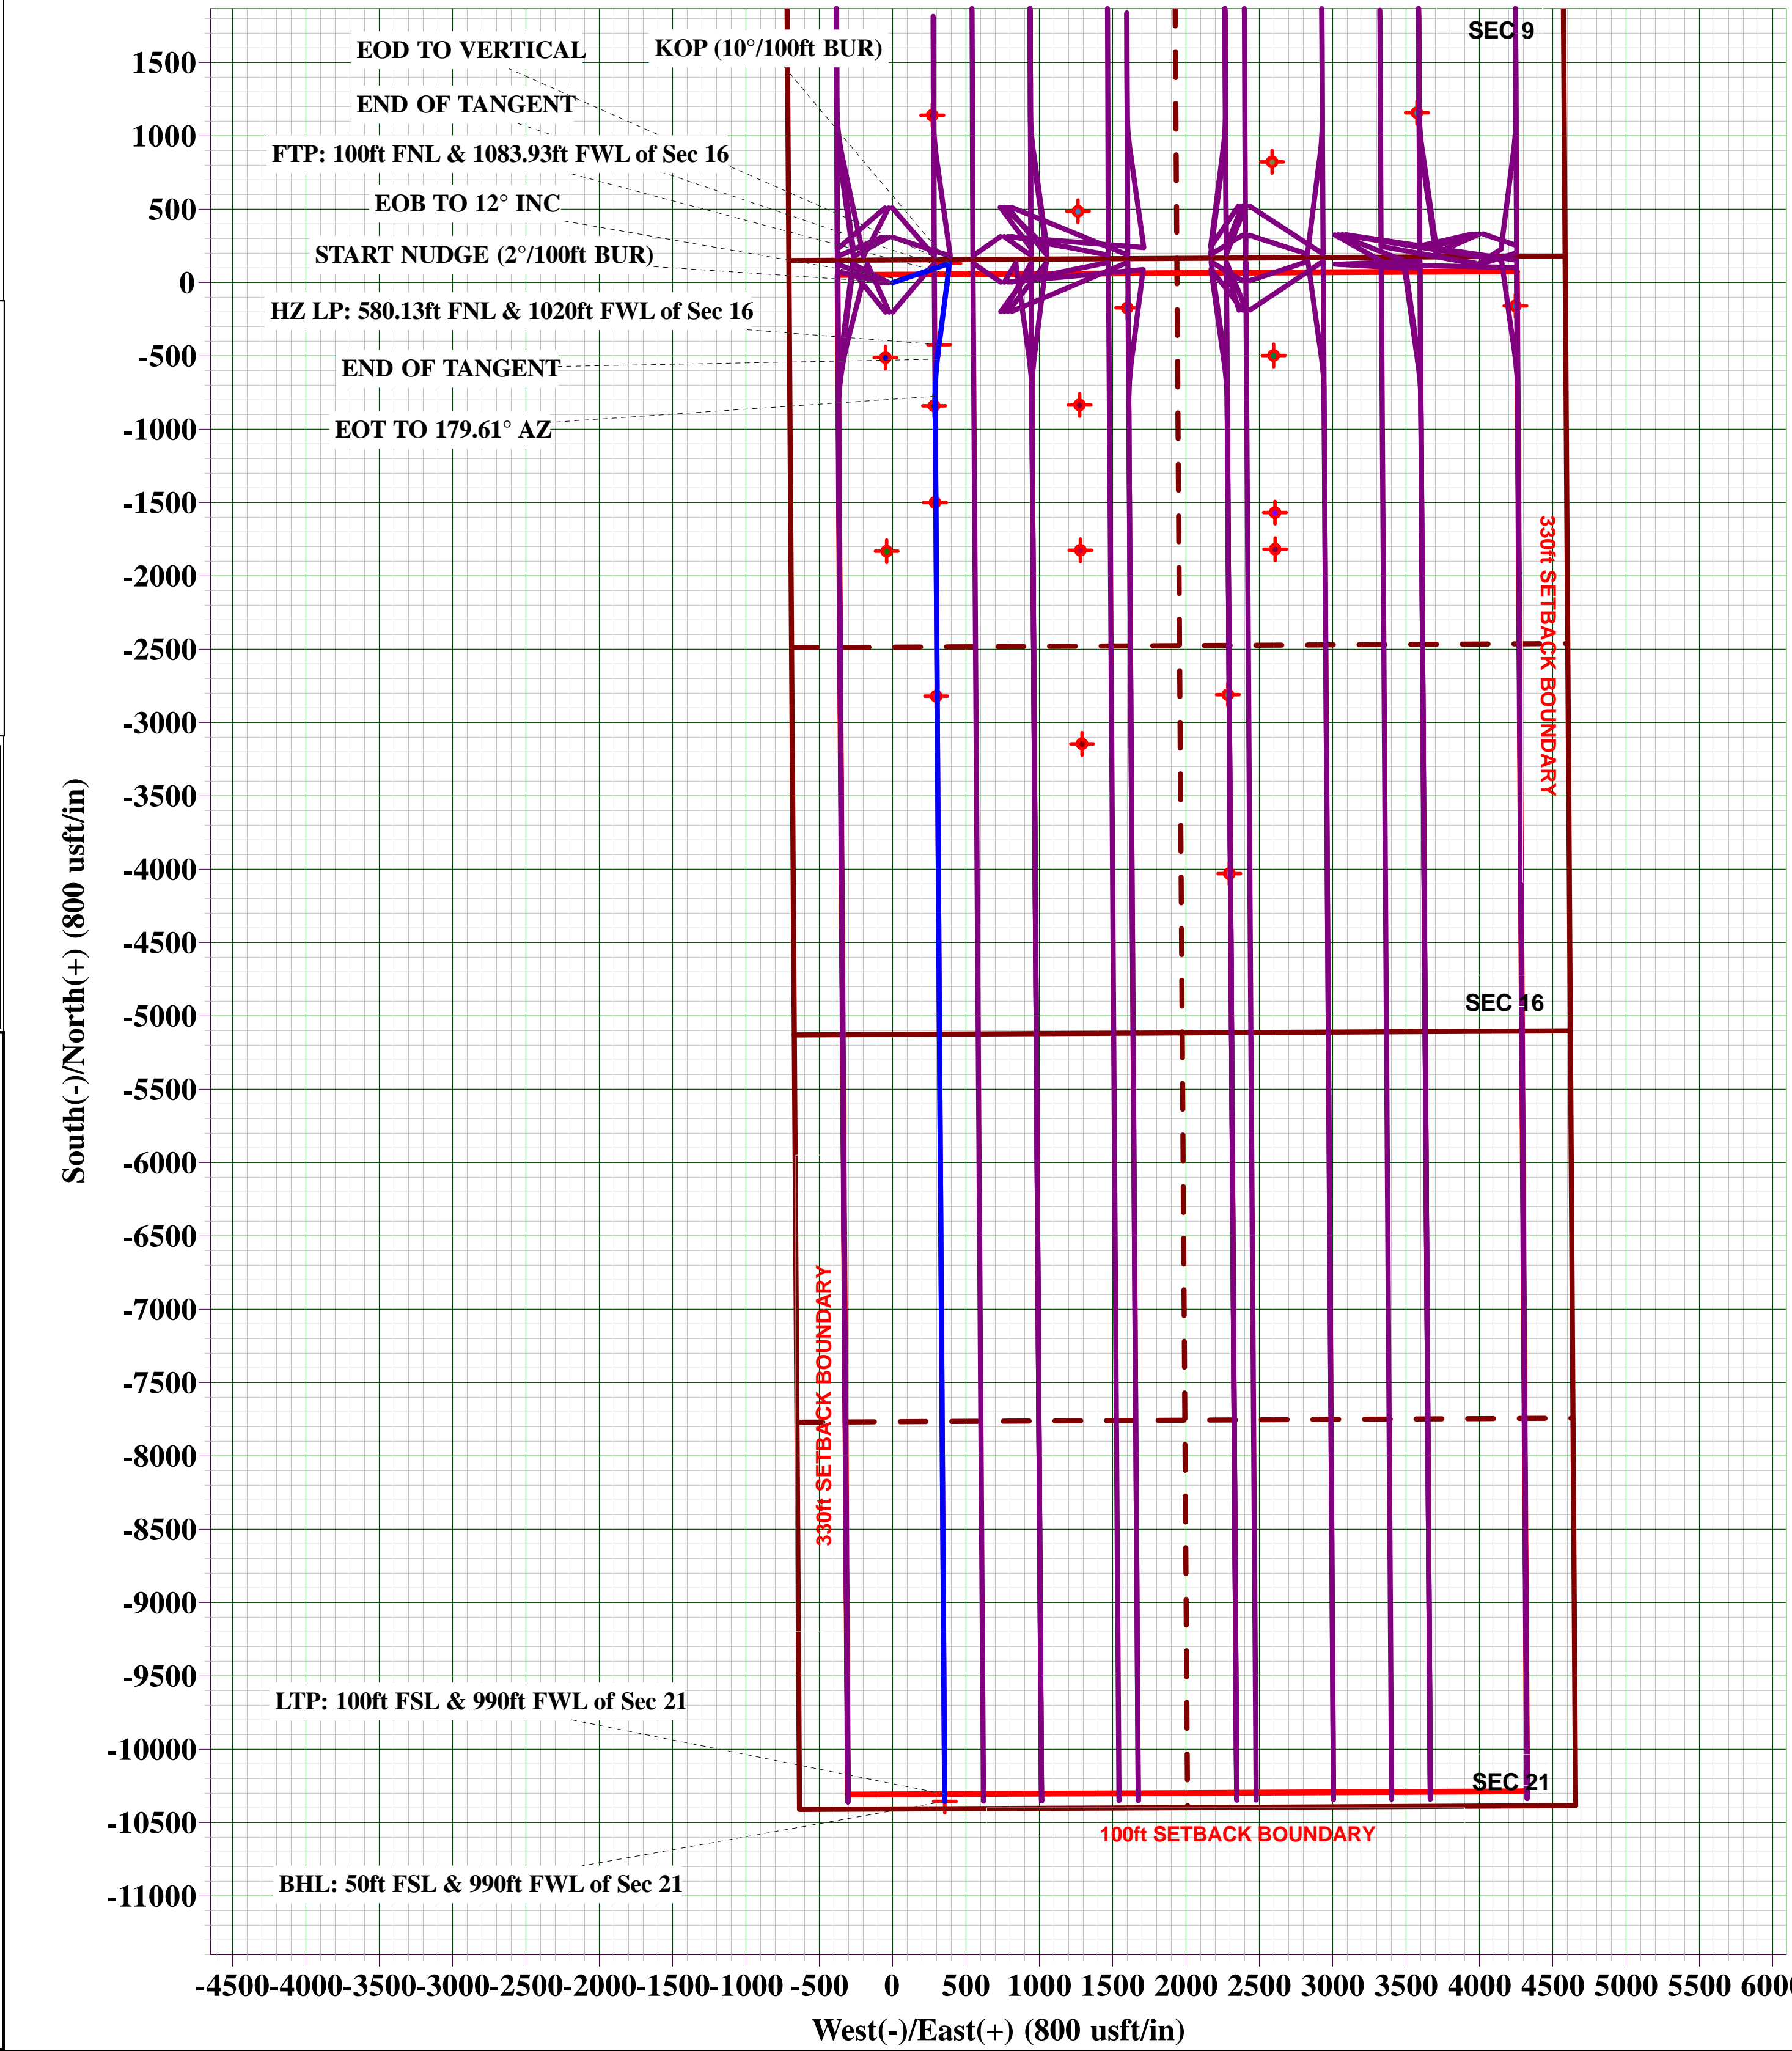 SEC 9
EOD TO VERTICAL
KOP (10°/100ft BUR)
END OF TANGENT
FTP: 100ft FNL & 1083.93ft FWL of Sec 16
EOB TO 12° INC
START NUDGE (2°/100ft BUR)
HZ LP: 580.13ft FNL & 1020ft FWL of Sec 16
END OF TANGENT
EOT TO 179.61° AZ
330ft SETBACK BOUNDARY
SEC 16
330ft SETBACK BOUNDARY
LTP: 100ft FSL & 990ft FWL of Sec 21
SEC 21
100ft SETBACK BOUNDARY
BHL: 50ft FSL & 990ft FWL of Sec 21
South(-)/North(+) (800 usft/in)
1500
1000
500
0
-500
-1000
-1500
-2000
-2500
-3000
-3500
-4000
-4500
-5000
-5500
-6000
-6500
-7000
-7500
-8000
-8500
-9000
-9500
-10000
-10500
-11000
-4500 -4000 -3500 -3000 -2500 -2000 -1500 -1000 -500 0 500 1000 1500 2000 2500 3000 3500 4000 4500 5000 5500
West(-)/East(+) (800 usft/in)